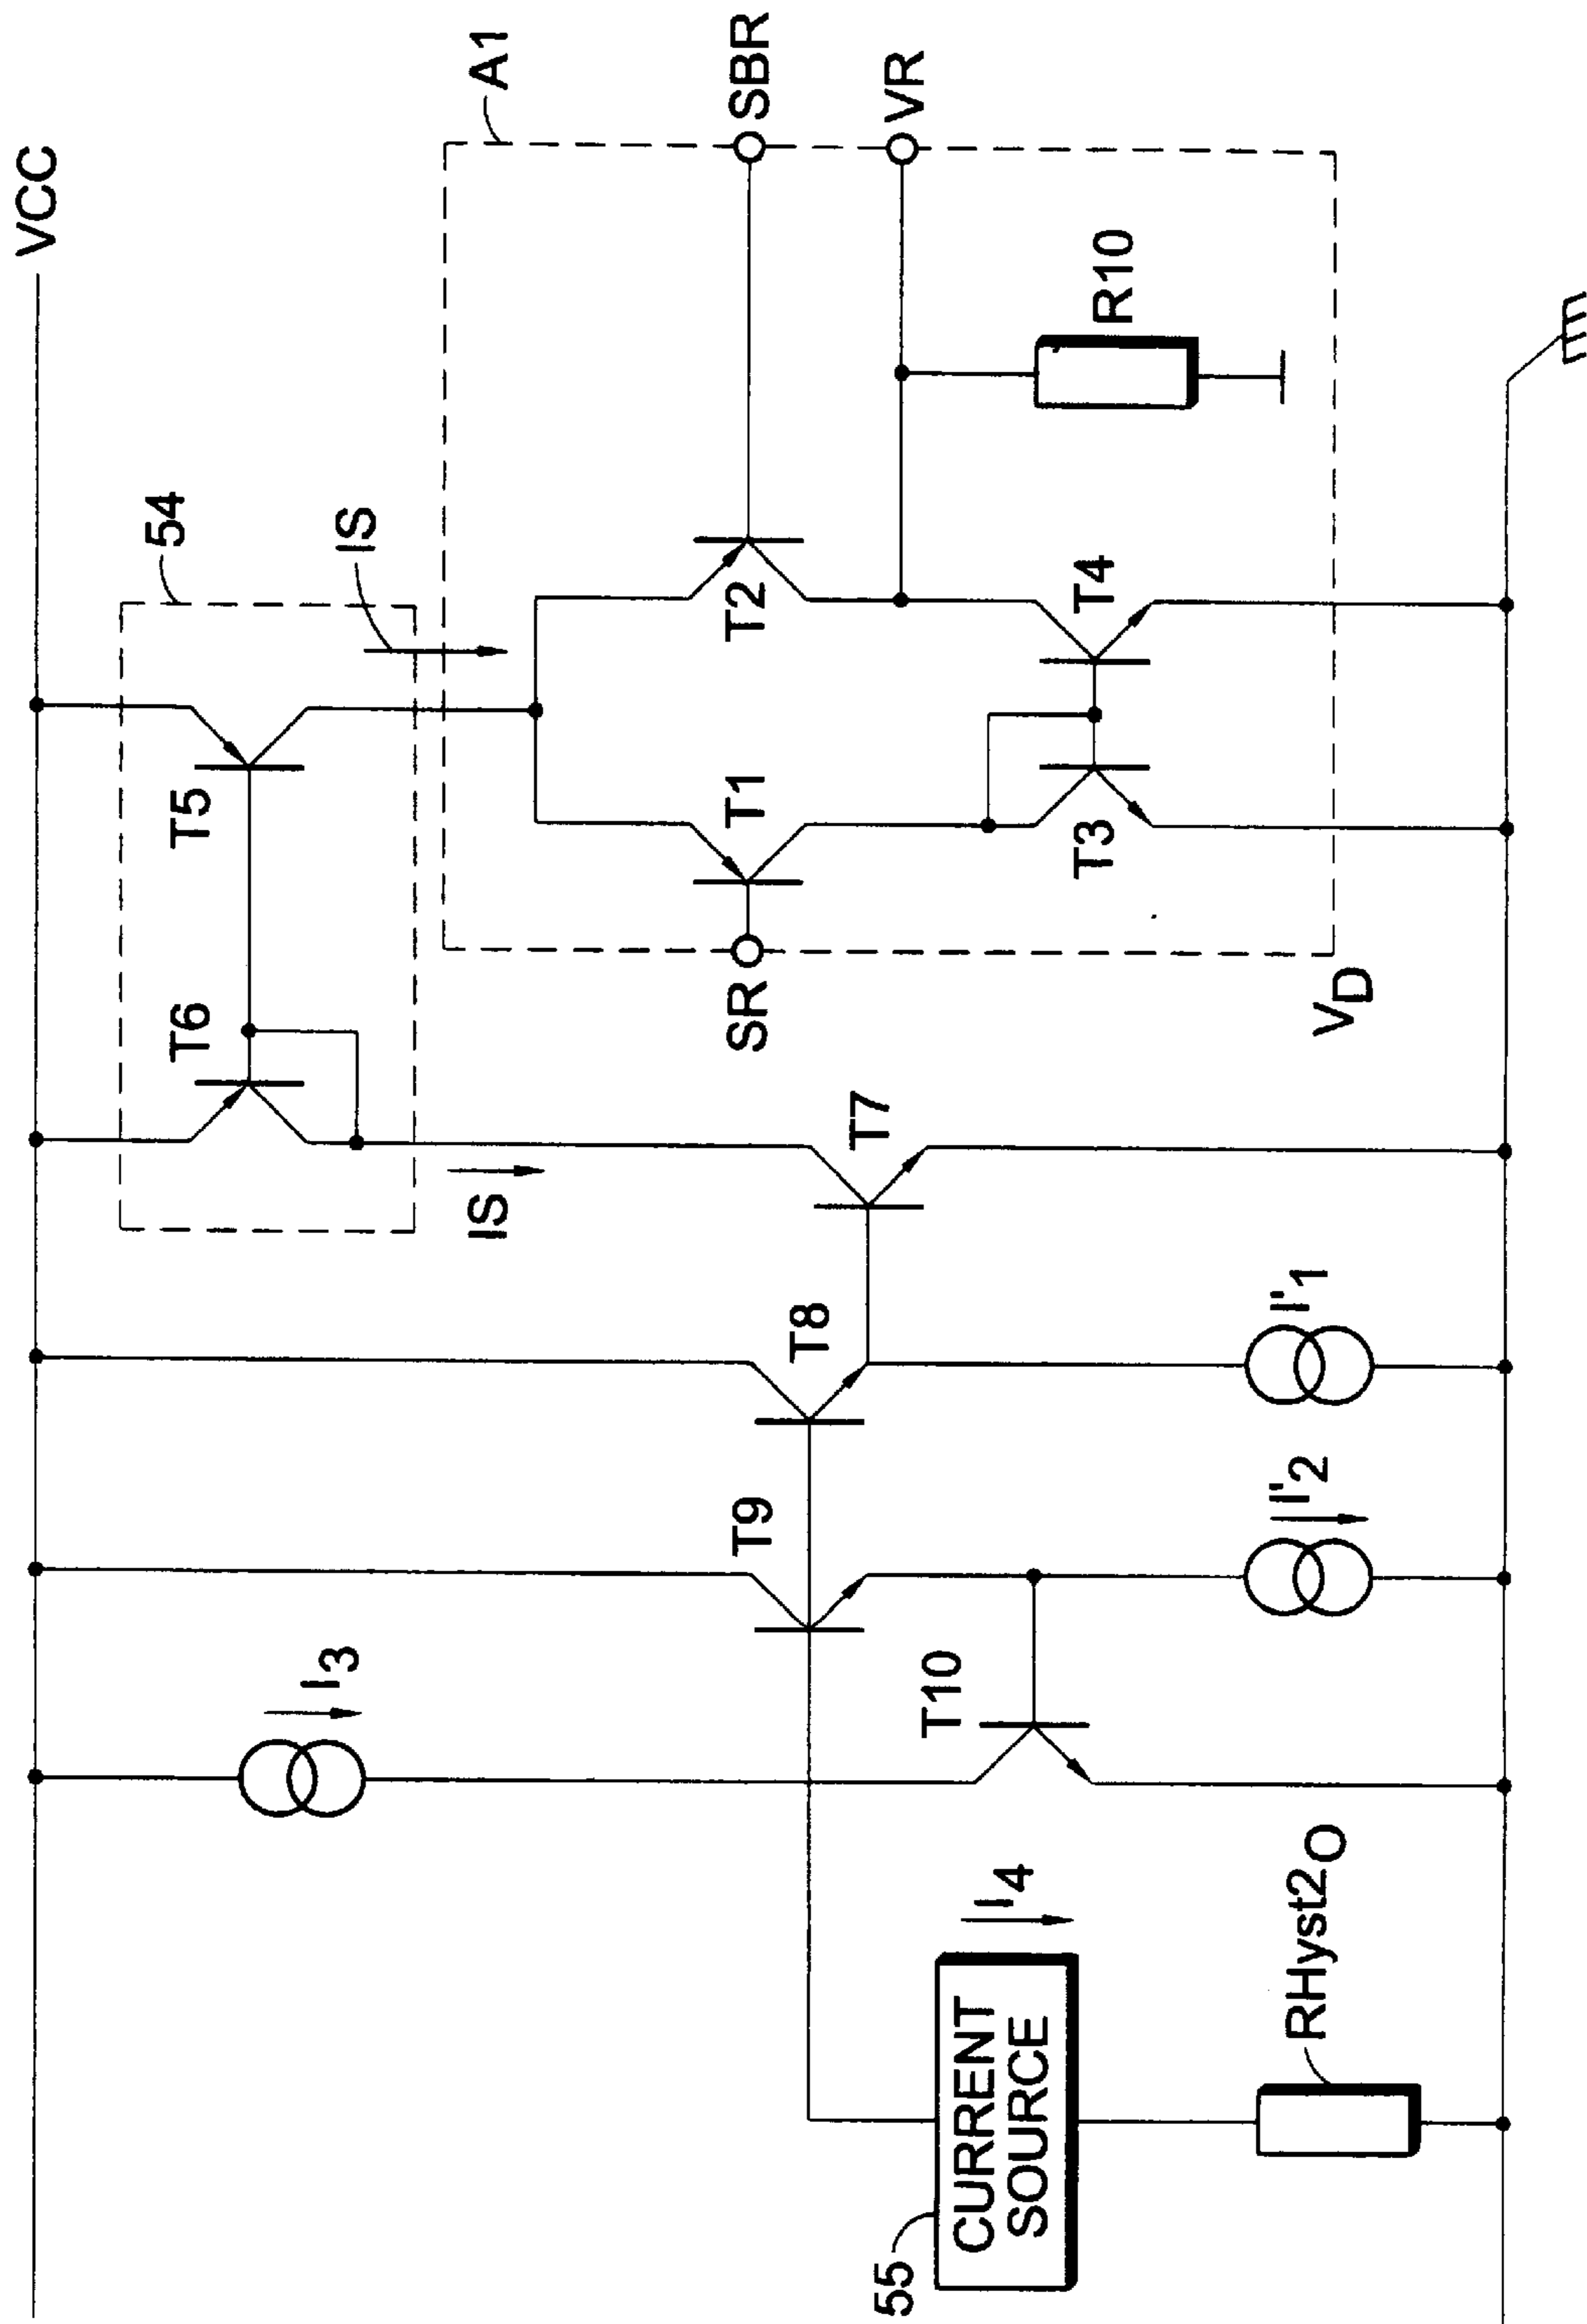 VCC
54
IS
A1
T6
T5
IS
I3
SBR
T1
T2
SR
VR
T9
T8
T7
I4
T10
R10
55
CURRENT
SOURCE
T3
T4
RHyst2O
I'2
I'1
VD